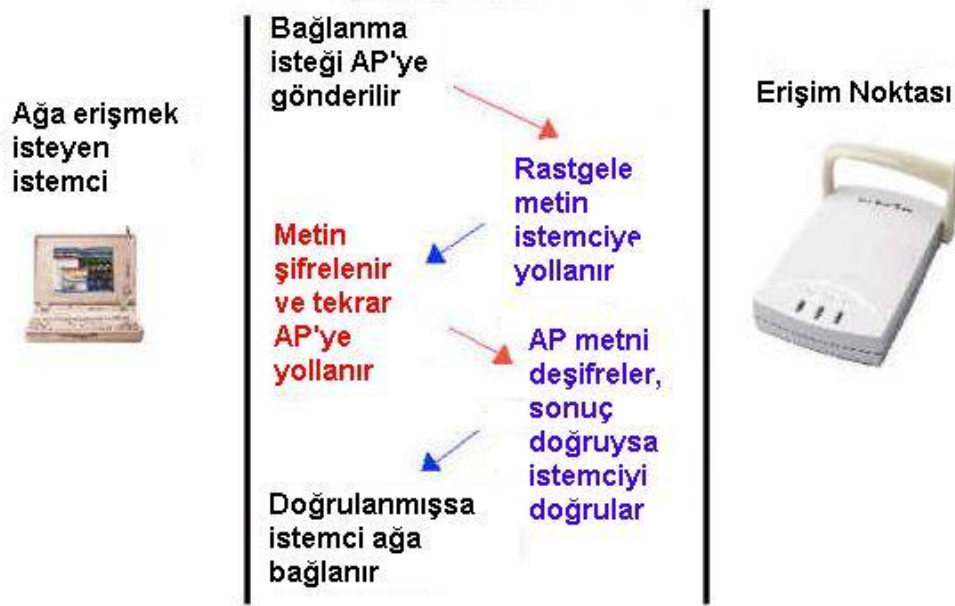 Bağlanma
isteği AP'ye
gönderilir
Erişim Noktası
Ağa erişmek
isteyen
istemci
Rastgele
metin
istemciye
yollanır
Metin
şifrelenir
ve tekrar
AP'ye
yollanır
AP metni
deşifreler,
sonuç
doğruysa
istemciyi
doğrular
Doğrulanmışsa
istemci ağa
bağlanır